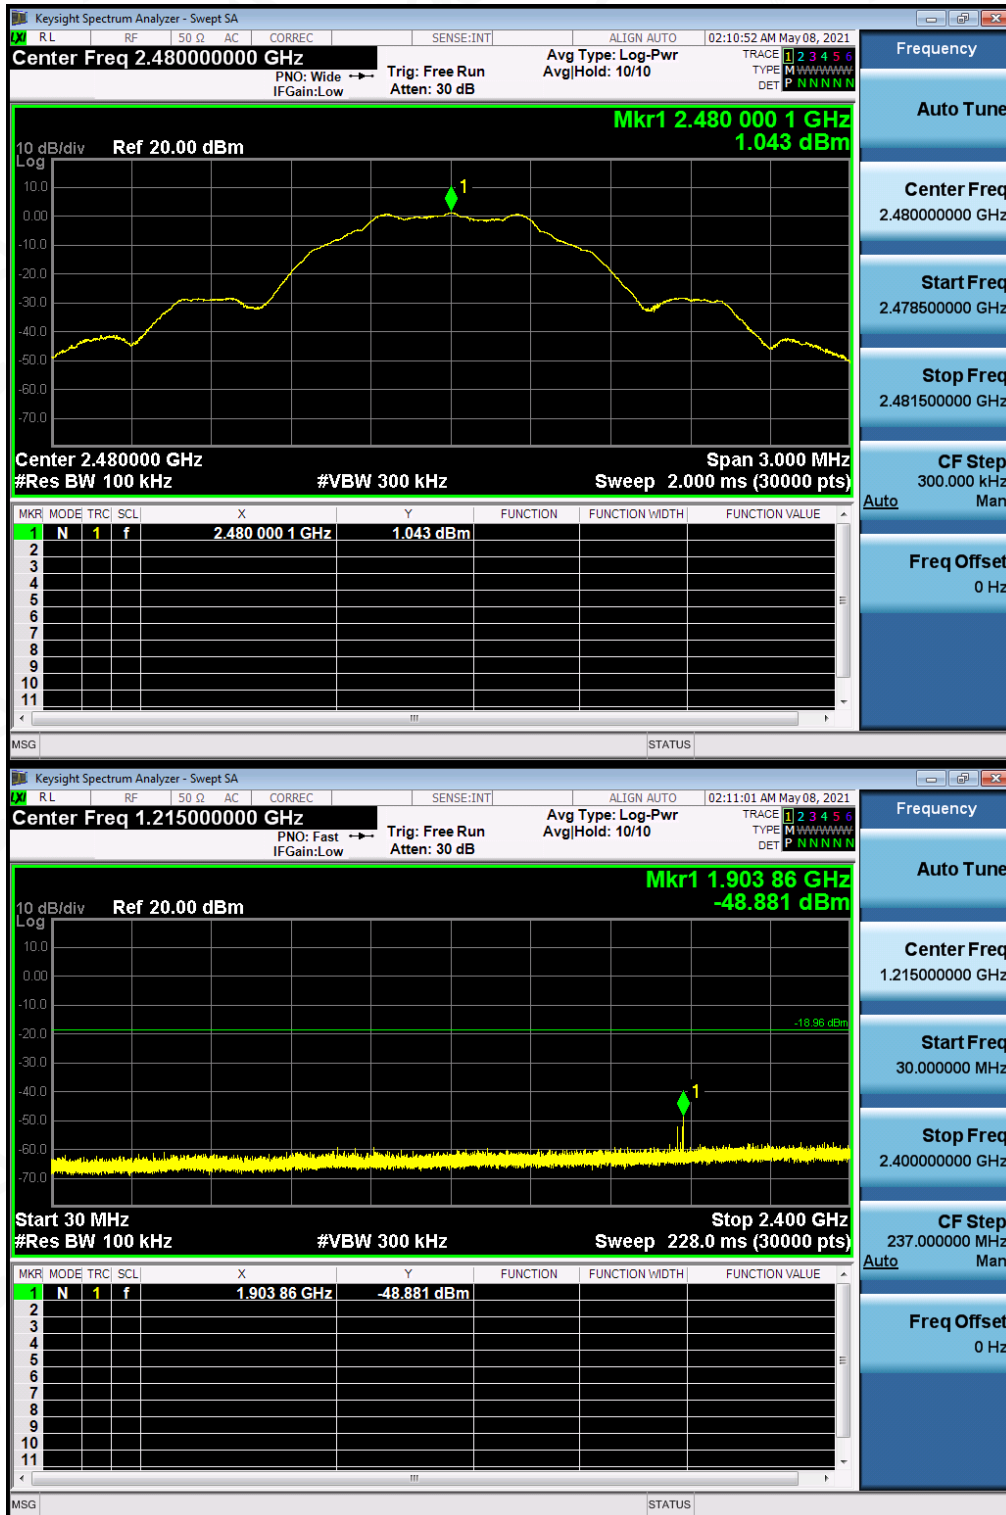 Keysight Spectrum Analyzer - Swept SA
LXI RL RF 50 Ω AC CORREC SENSE:INT ALIGN AUTO 02:10:52 AM May 08, 2021
Center Freq 2.480000000 GHz
PNO: Wide
IFGain:Low
Trig: Free Run
Atten: 30 dB
Avg Type: Log-Pwr
Avg|Hold: 10/10
TRACE 1 2 3 4 5 6
TYPE M WWWWW
DET P N N N N N
Mkr1 2.480 000 1 GHz
1.043 dBm
10 dB/div Ref 20.00 dBm
Log
10.0
0.00
-10.0
-20.0
-30.0
-40.0
-50.0
-60.0
-70.0
1
Center 2.480000 GHz Span 3.000 MHz
#Res BW 100 kHz #VBW 300 kHz Sweep 2.000 ms (30000 pts)
MKR MODE TRC SCL X Y FUNCTION FUNCTION WIDTH FUNCTION VALUE
1 N 1 f 2.480 000 1 GHz 1.043 dBm
2
3
4
5
6
7
8
9
10
11
MSG STATUS
Frequency
Auto Tune
Center Freq
2.480000000 GHz
Start Freq
2.478500000 GHz
Stop Freq
2.481500000 GHz
CF Step
300.000 kHz
Auto Man
Freq Offset
0 Hz
Keysight Spectrum Analyzer - Swept SA
LXI RL RF 50 Ω AC CORREC SENSE:INT ALIGN AUTO 02:11:01 AM May 08, 2021
Center Freq 1.215000000 GHz
PNO: Fast
IFGain:Low
Trig: Free Run
Atten: 30 dB
Avg Type: Log-Pwr
Avg|Hold: 10/10
TRACE 1 2 3 4 5 6
TYPE M WWWWW
DET P N N N N N
Mkr1 1.903 86 GHz
-48.881 dBm
10 dB/div Ref 20.00 dBm
Log
10.0
0.00
-10.0
-20.0
-30.0
-40.0
-50.0
-60.0
-70.0
-18.96 dBm
1
Start 30 MHz Stop 2.400 GHz
#Res BW 100 kHz #VBW 300 kHz Sweep 228.0 ms (30000 pts)
MKR MODE TRC SCL X Y FUNCTION FUNCTION WIDTH FUNCTION VALUE
1 N 1 f 1.903 86 GHz -48.881 dBm
2
3
4
5
6
7
8
9
10
11
MSG STATUS
Frequency
Auto Tune
Center Freq
1.215000000 GHz
Start Freq
30.000000 MHz
Stop Freq
2.400000000 GHz
CF Step
237.000000 MHz
Auto Man
Freq Offset
0 Hz